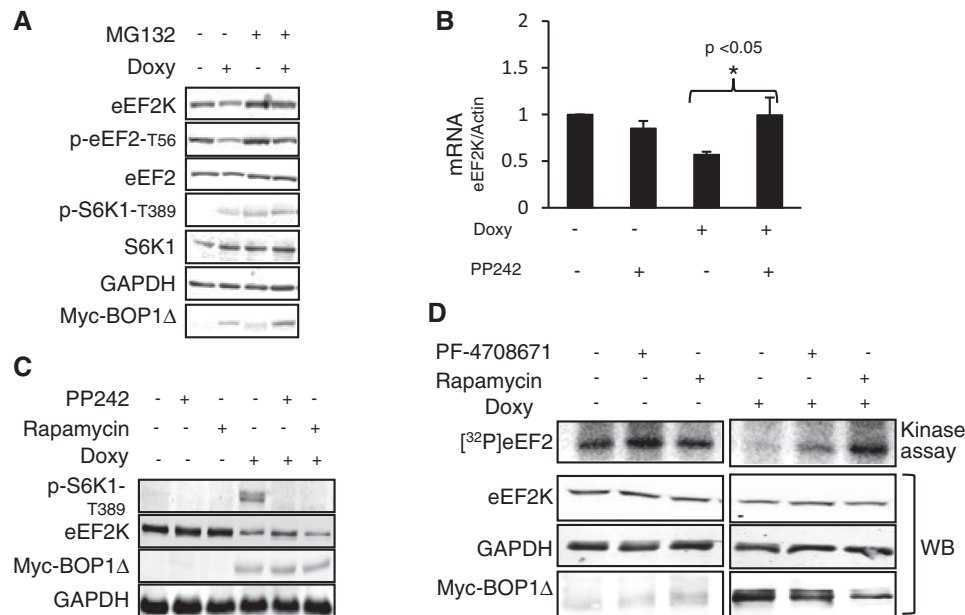 A
MG132 - - + +
Doxy - + - +
eEF2K
p-eEF2-T56
eEF2
p-S6K1-T389
S6K1
GAPDH
Myc-BOP1Δ
B
2
1.5
1
0.5
0
mRNA
eEF2K/Actin
p <0.05
*
Doxy - - + +
PP242 - + - +
C
PP242 - + - - + -
Rapamycin - - + - - +
Doxy - - - + + +
p-S6K1-
T389
eEF2K
Myc-BOP1Δ
GAPDH
D
PF-4708671 - + - - + -
Rapamycin - - + - - +
Doxy - - - + + +
[32P]eEF2
Kinase
assay
eEF2K
GAPDH
Myc-BOP1Δ
WB